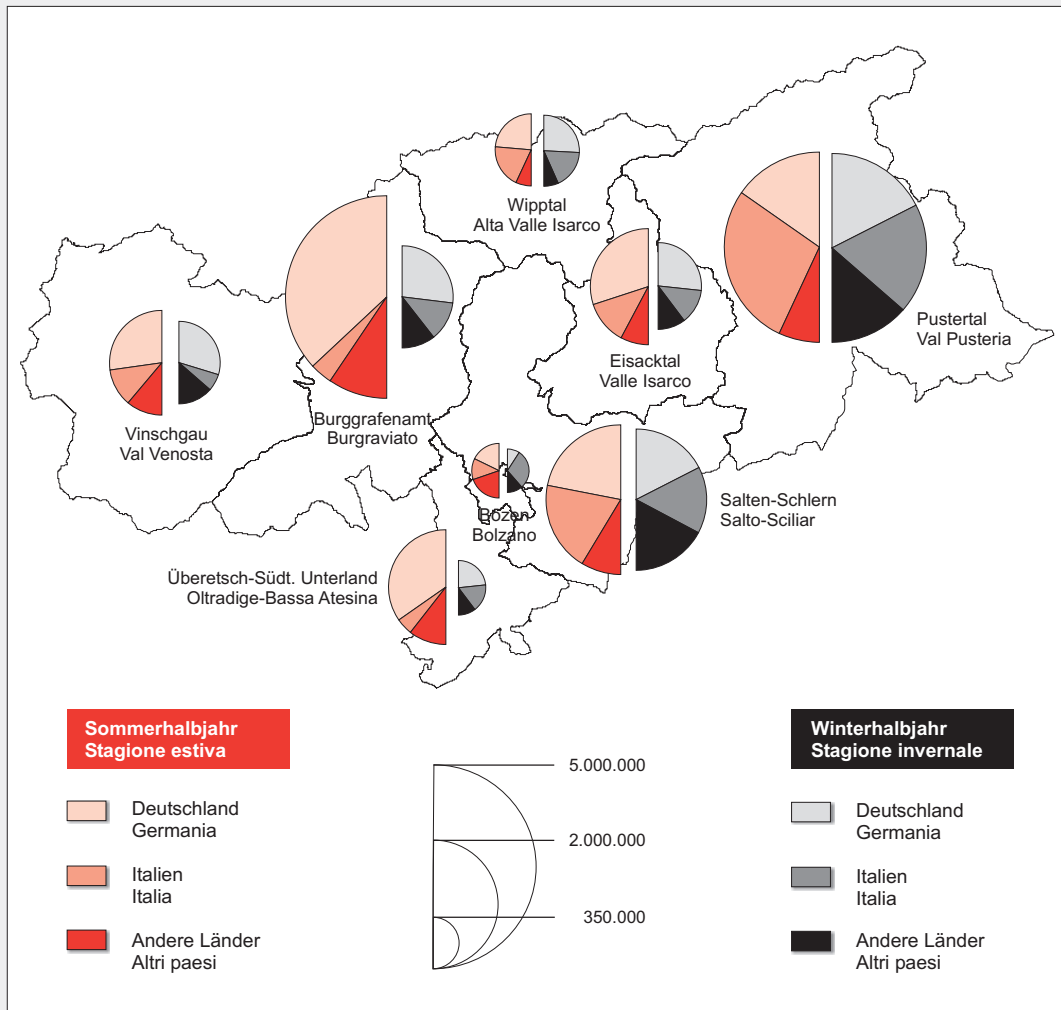 Wipptal
Alta Valle Isarco
Pustertal
Val Pusteria
Eisacktal
Valle Isarco
Burggrafenamt
Burgraviato
Vinschgau
Val Venosta
Salten-Schlern
Salto-Sciliar
Bozen
Bolzano
Überetsch-Südt. Unterland
Oltradige-Bassa Atesina
Sommerhalbjahr
Stagione estiva
Deutschland
Germania
Italien
Italia
Andere Länder
Altri paesi
5.000.000
2.000.000
350.000
Winterhalbjahr
Stagione invernale
Deutschland
Germania
Italien
Italia
Andere Länder
Altri paesi